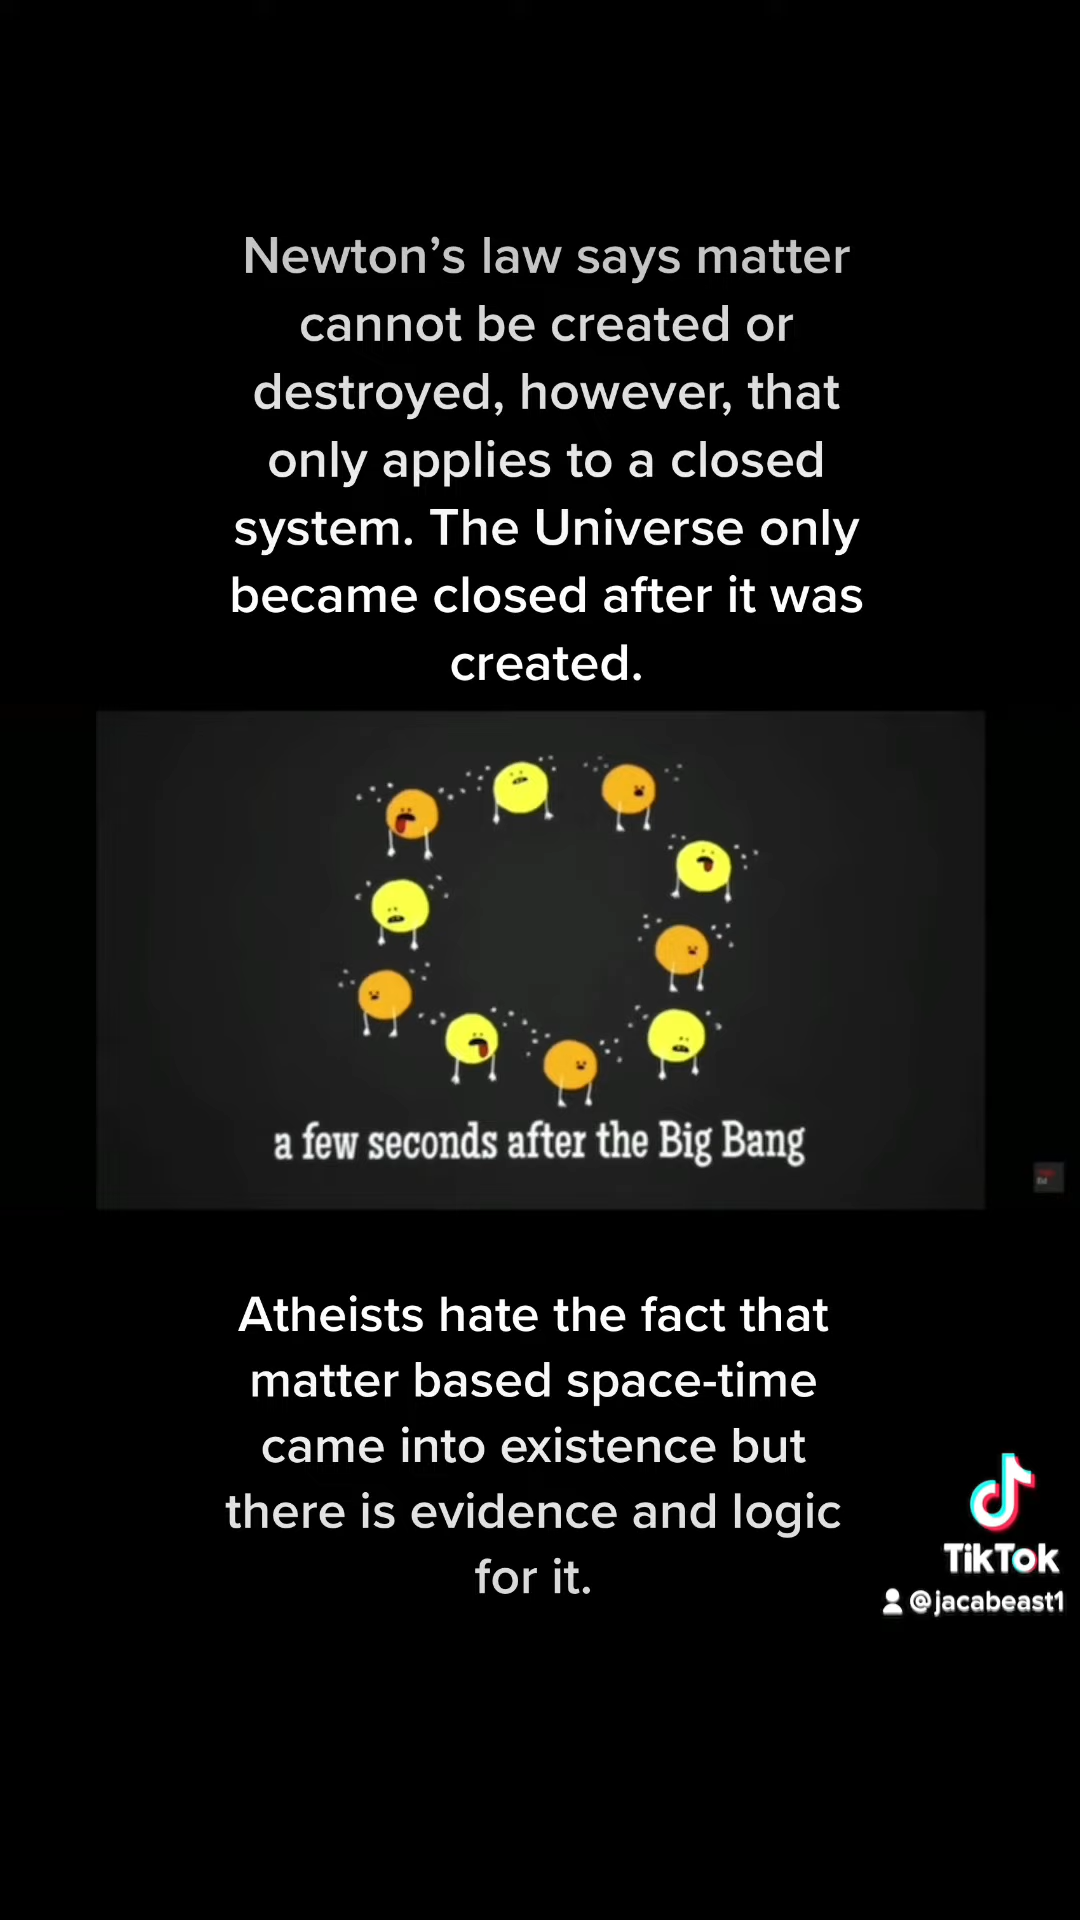 Newton’s law says matter
cannot be created or
destroyed, however, that
only applies to a closed
system. The Universe only
became closed after it was
created.
a few seconds after the Big Bang
Ed
Atheists hate the fact that
matter based space-time
came into existence but
there is evidence and logic
for it.
TikTok
@jacabeast1